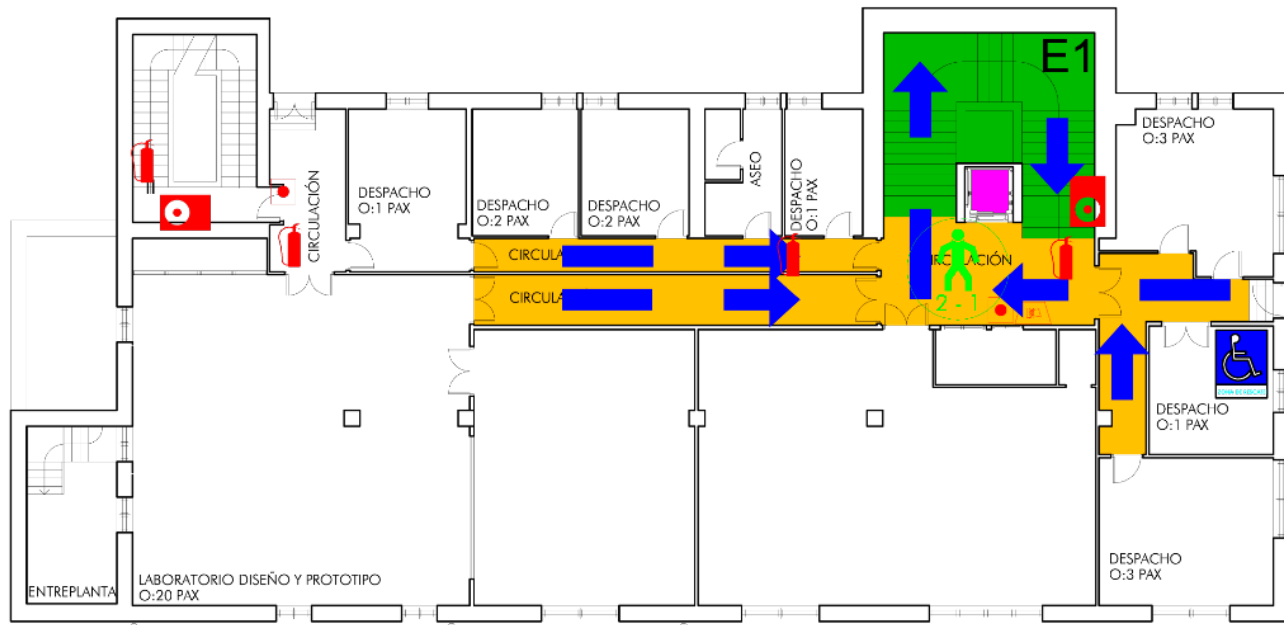 E1
DESPACHO
O:3 PAX
CIRCULACIÓN
DESPACHO
O:1 PAX
DESPACHO
O:2 PAX
DESPACHO
O:2 PAX
ASEO
DESPACHO
O:1 PAX
CIRCULA
CIRCULACIÓN
CIRCULA
2 - 1
DESPACHO
O:1 PAX
DESPACHO
O:3 PAX
LABORATORIO DISEÑO Y PROTOTIPO
O:20 PAX
ENTREPLANTA